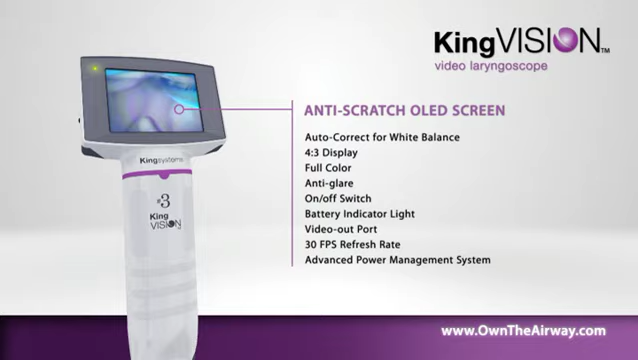 KingVISION™
video laryngoscope
ANTI-SCRATCH OLED SCREEN
Auto-Correct for White Balance
4:3 Display
Full Color
Anti-glare
On/off Switch
Battery Indicator Light
Video-out Port
30 FPS Refresh Rate
Advanced Power Management System
Kingsystems
#3
King
VISION
www.OwnTheAirway.com